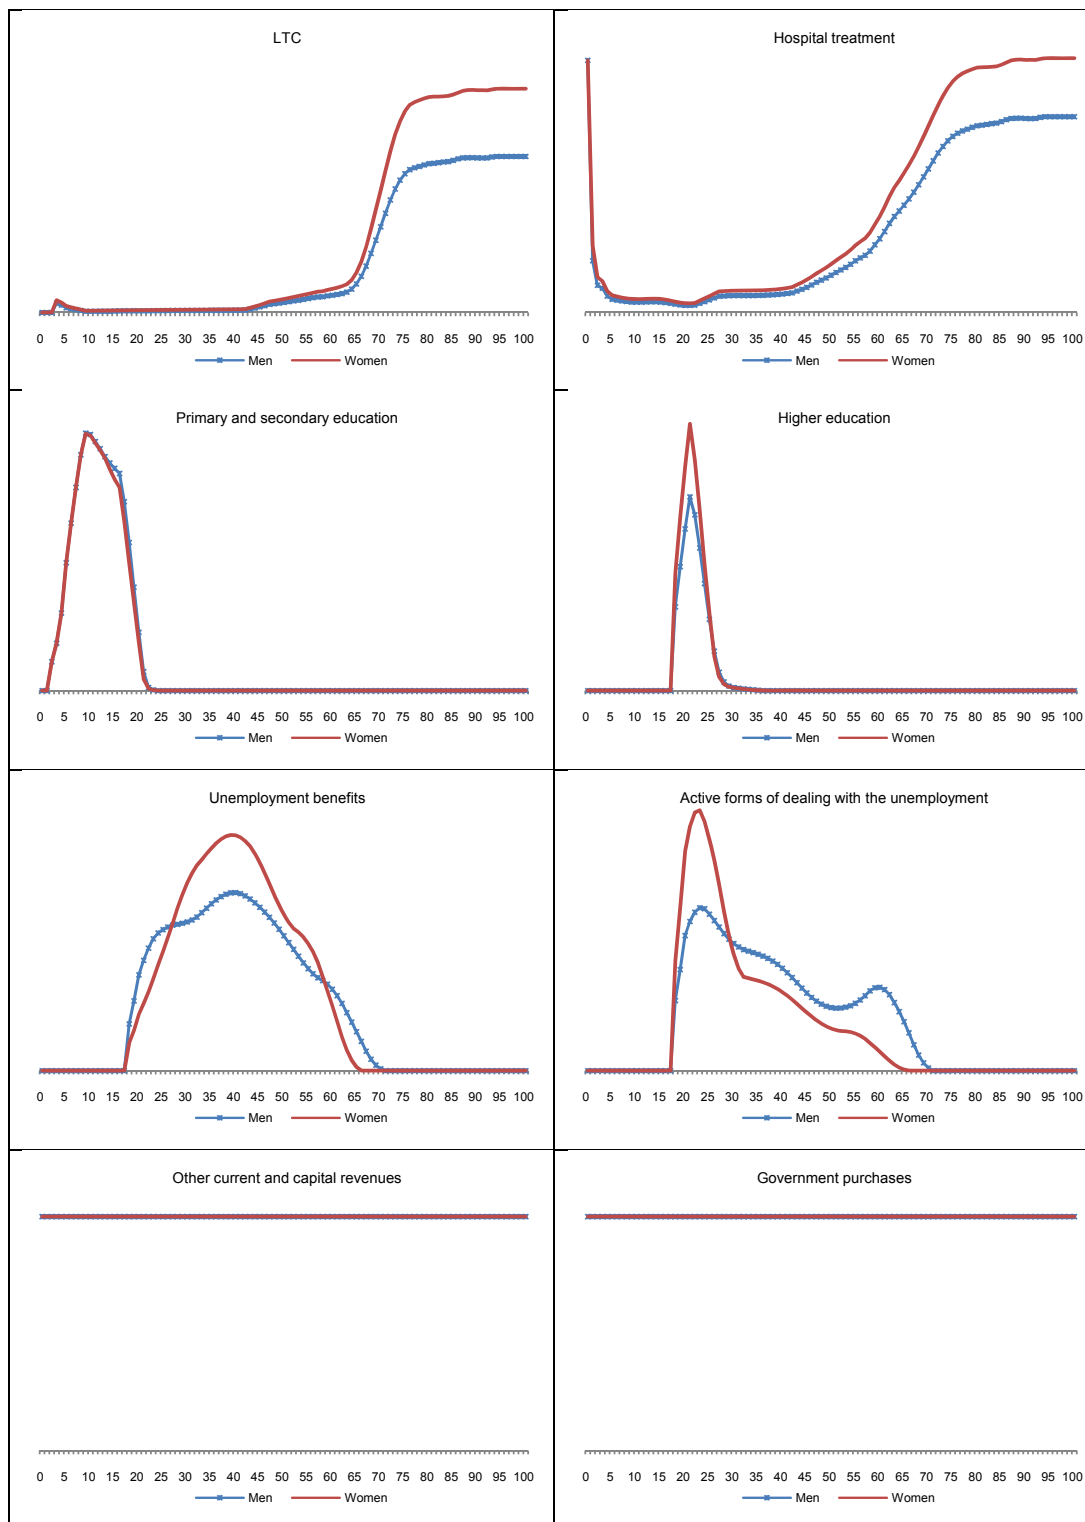 LTC
0 5 10 15 20 25 30 35 40 45 50 55 60 65 70 75 80 85 90 95 100
Men Women
Hospital treatment
0 5 10 15 20 25 30 35 40 45 50 55 60 65 70 75 80 85 90 95 100
Men Women
Primary and secondary education
0 5 10 15 20 25 30 35 40 45 50 55 60 65 70 75 80 85 90 95 100
Men Women
Higher education
0 5 10 15 20 25 30 35 40 45 50 55 60 65 70 75 80 85 90 95 100
Men Women
Unemployment benefits
0 5 10 15 20 25 30 35 40 45 50 55 60 65 70 75 80 85 90 95 100
Men Women
Active forms of dealing with the unemployment
0 5 10 15 20 25 30 35 40 45 50 55 60 65 70 75 80 85 90 95 100
Men Women
Other current and capital revenues
0 5 10 15 20 25 30 35 40 45 50 55 60 65 70 75 80 85 90 95 100
Men Women
Government purchases
0 5 10 15 20 25 30 35 40 45 50 55 60 65 70 75 80 85 90 95 100
Men Women